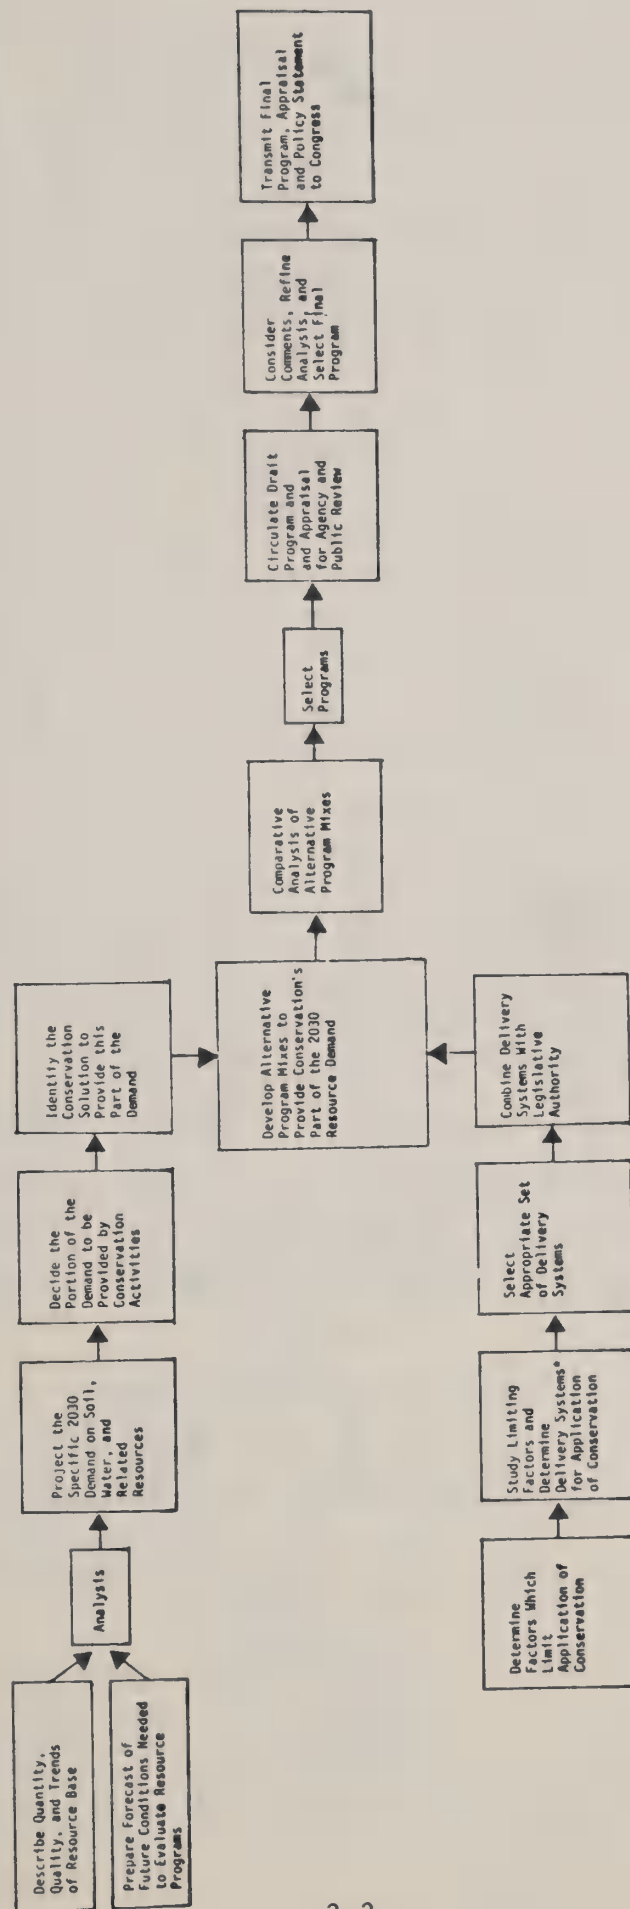 Describe Quantity,
Quality, and Trends
of Resource Base
Prepare Forecast of
Future Conditions Needed
to Evaluate Resource
Programs
Analysis
Project the
Specific 2030
Demand on Soil,
Water, and
Related
Resources
Decide the
Portion of the
Demand to be
Provided by
Conservation
Activities
Identity the
Conservation
Solution to
Provide this
Part of the
Demand
Determine
Factors Which
Limit
Application of
Conservation
Study Limiting
Factors and
Determine
Delivery Systems*
for Application
of Conservation
Select
Appropriate Set
of Delivery
Systems
Combine Delivery
Systems With
Legislative
Authority
Develop Alternative
Program Mixes to
Provide Conservation's
Part of the 2030
Resource Demand
Comparative
Analysis of
Alternative
Program Mixes
Select
Programs
Circulate Draft
Program and
and Appraisal
for Agency and
Public Review
Consider
Comments, Refine
Analysis, and
Select Final
Program
Transmit Final
Program, Appraisal
and Policy Statement
to Congress